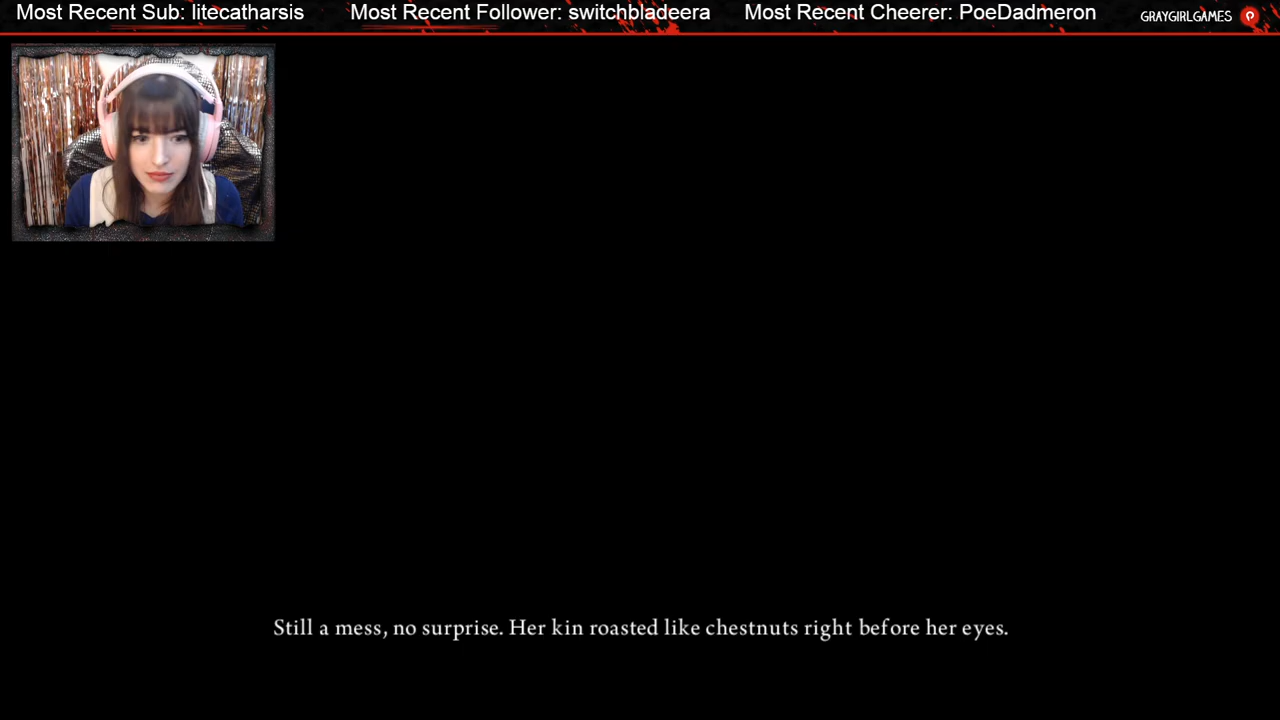 Most Recent Sub: litecatharsis Most Recent Follower: switchbladeera Most Recent Cheerer: PoeDadmeron GRAYGIRLGAMES
Still a mess, no surprise. Her kin roasted like chestnuts right before her eyes.